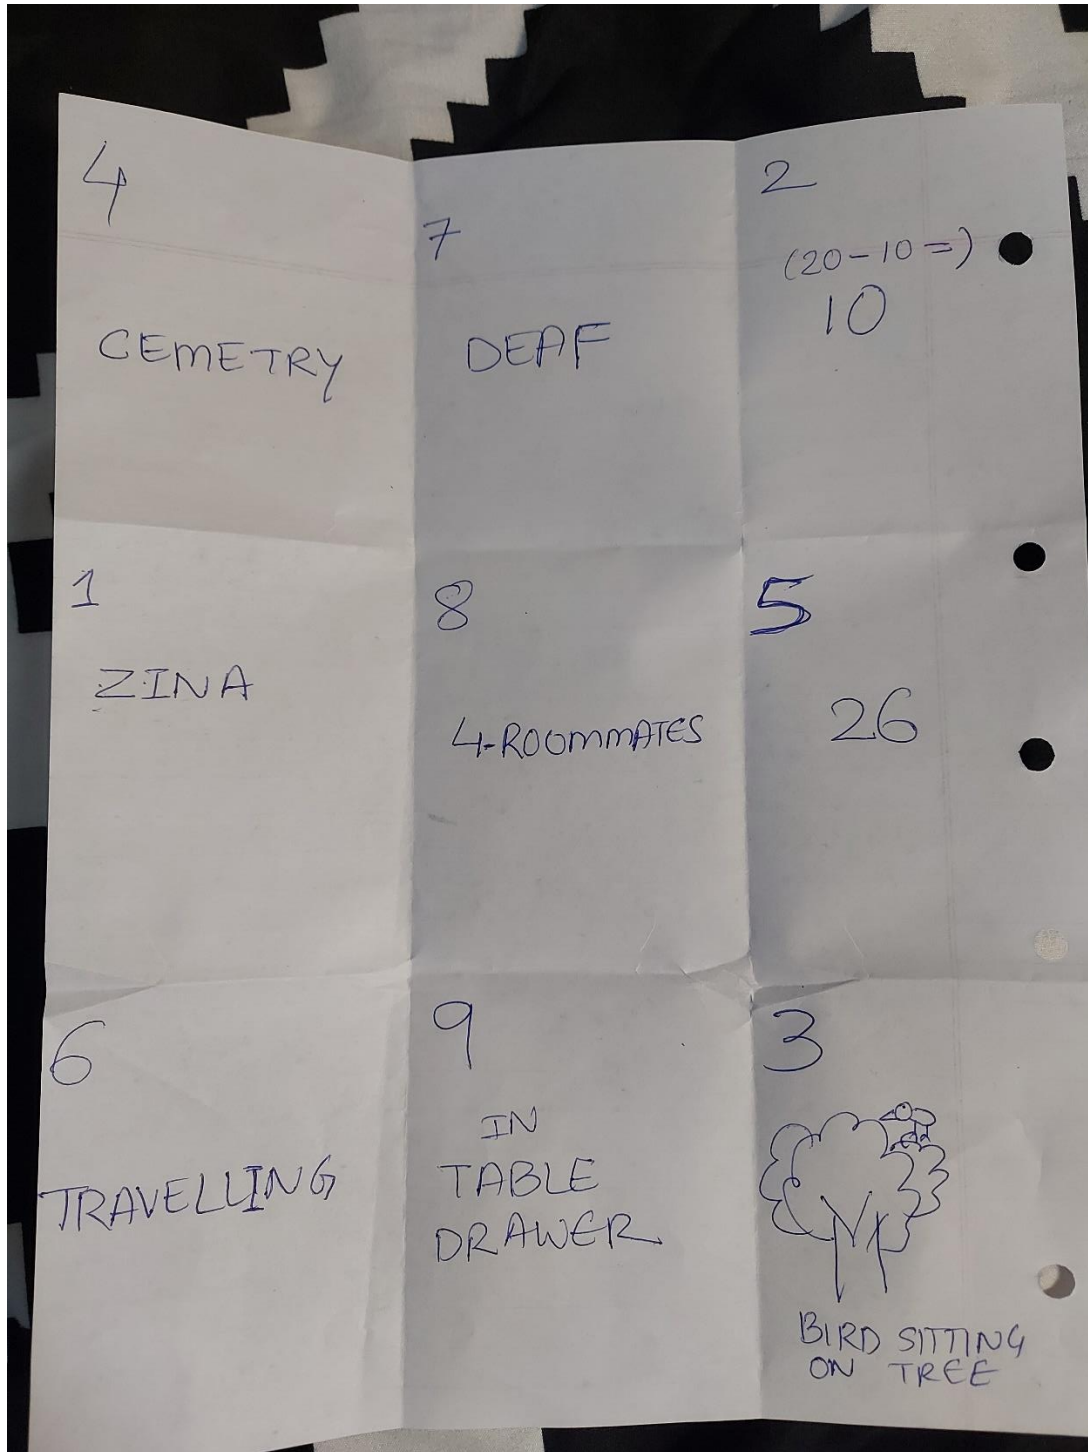 4
CEMETRY
7
DEAF
2
(20-10=)
10
1
ZINA
8
4-ROOMMATES
5
26
6
TRAVELLING
9
IN
TABLE
DRAWER
3
BIRD SITTING
ON TREE